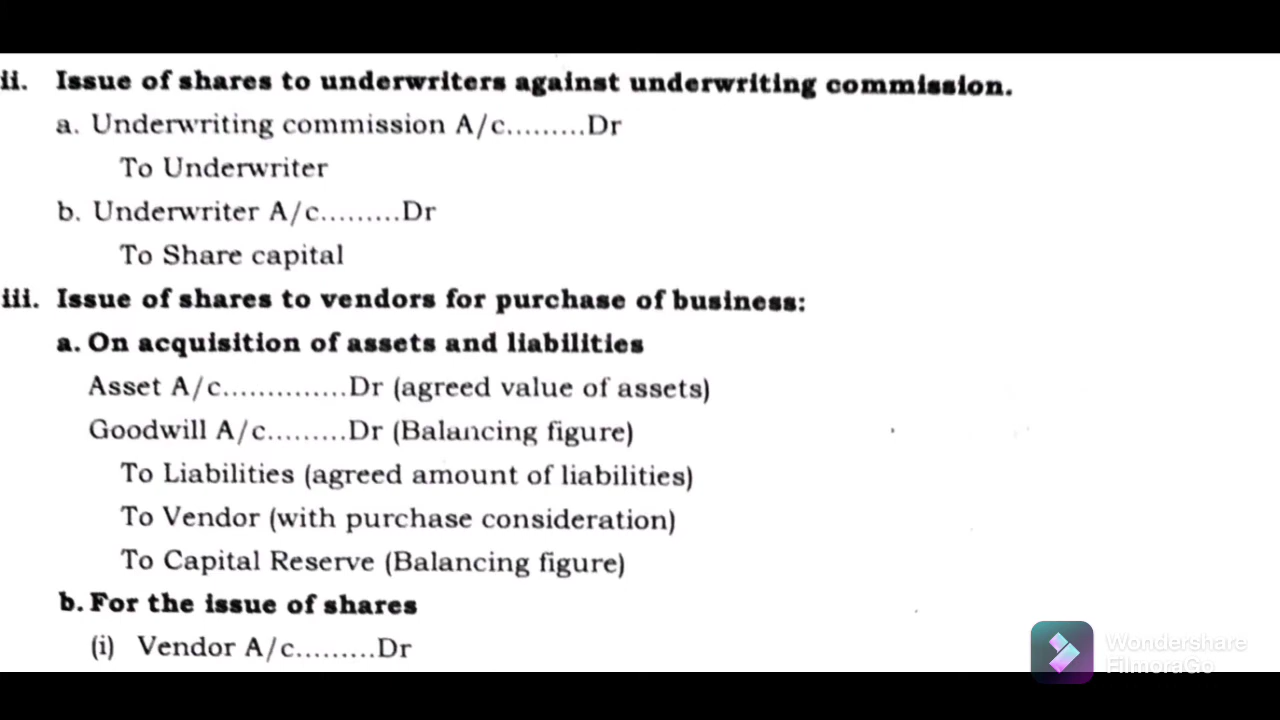 ii. Issue of shares to underwriters against underwriting commission.
a. Underwriting commission A/c.........Dr
To Underwriter
b. Underwriter A/c.........Dr
To Share capital
iii. Issue of shares to vendors for purchase of business:
a. On acquisition of assets and liabilities
Asset A/c..............Dr (agreed value of assets)
Goodwill A/c.........Dr (Balancing figure)
To Liabilities (agreed amount of liabilities)
To Vendor (with purchase consideration)
To Capital Reserve (Balancing figure)
b. For the issue of shares
(i) Vendor A/c.........Dr
Wondershare
FilmoraGo